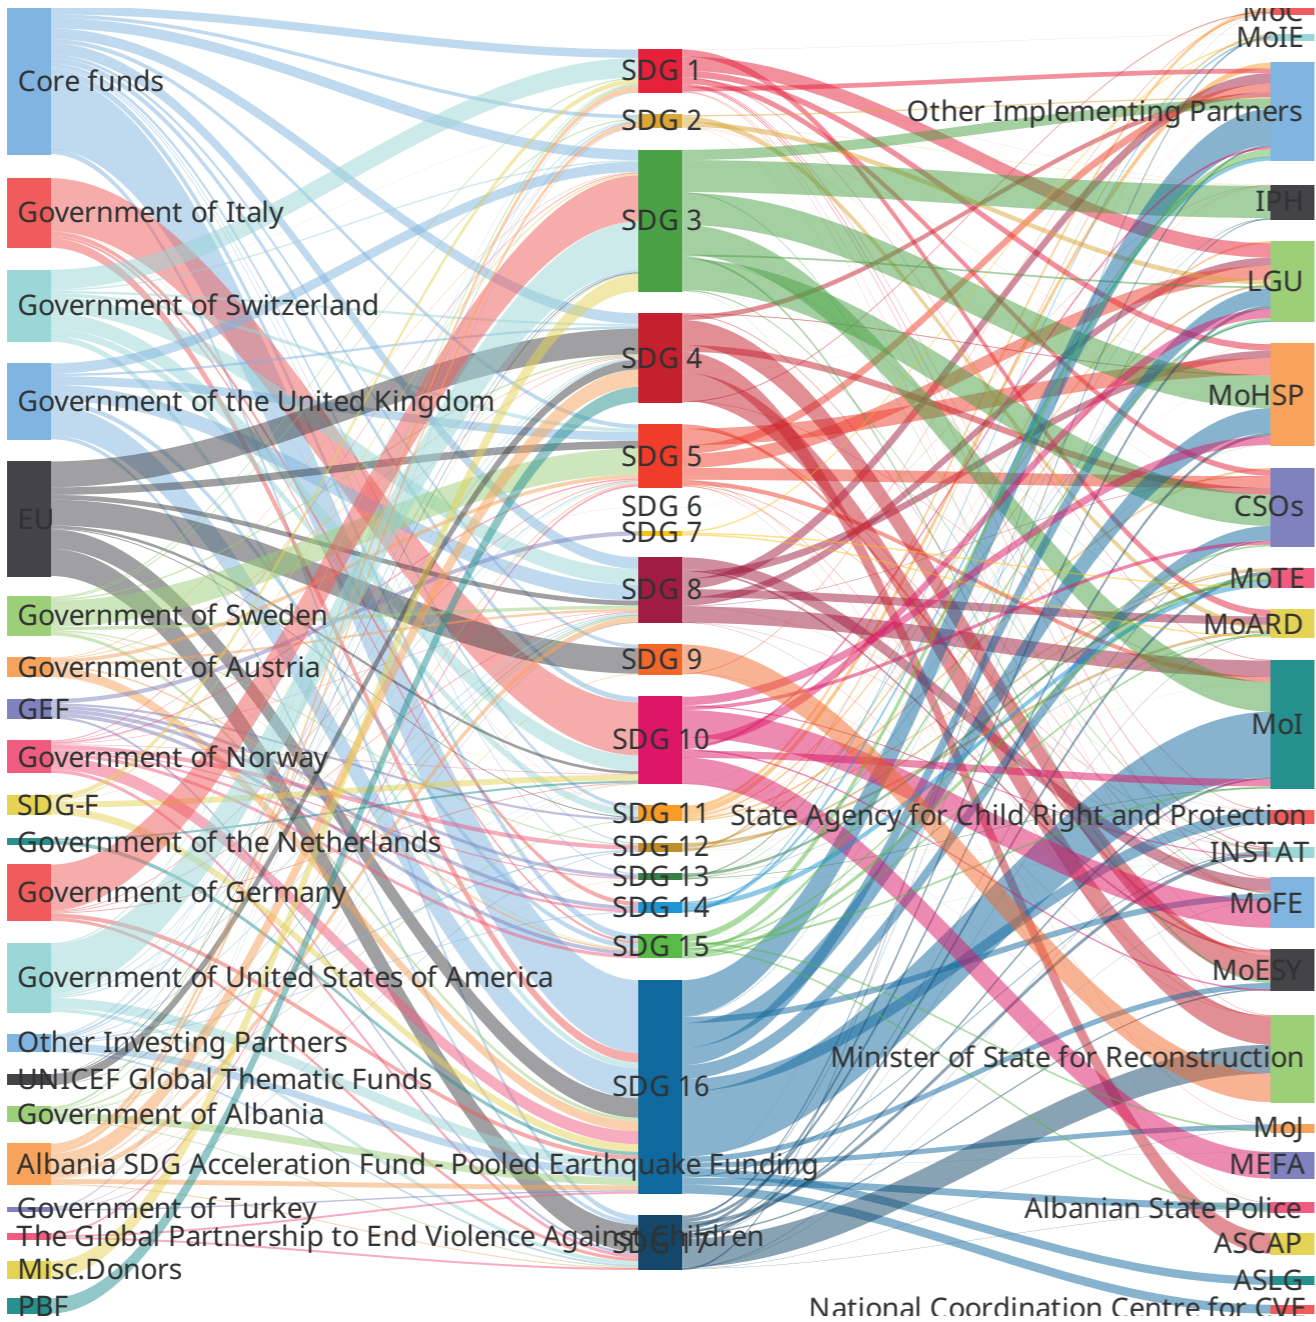 Core funds
Government of Italy
Government of Switzerland
Government of the United Kingdom
EU
Government of Sweden
Government of Austria
GEF
Government of Norway
SDG-F
Government of the Netherlands
Government of Germany
Government of United States of America
Other Investing Partners
UNICEF Global Thematic Funds
Government of Albania
Albania SDG Acceleration Fund - Pooled Earthquake Funding
Government of Turkey
The Global Partnership to End Violence Against Children
Misc.Donors
PBF
SDG 1
SDG 2
SDG 3
SDG 4
SDG 5
SDG 6
SDG 7
SDG 8
SDG 9
SDG 10
SDG 11
SDG 12
SDG 13
SDG 14
SDG 15
SDG 16
SDG 17
MoC
MoIE
Other Implementing Partners
IPH
LGU
MoHSP
CSOs
MoTE
MoARD
MoI
State Agency for Child Right and Protection
INSTAT
MoFE
MoESY
Minister of State for Reconstruction
MoJ
MEFA
Albanian State Police
ASCAP
ASLG
National Coordination Centre for CVE